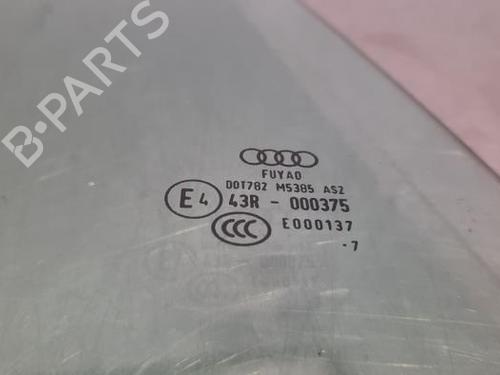 B-PARTS
FUYAO
DOT782 M5385 AS2
E4 43R - 000375
CCC E000137
.7